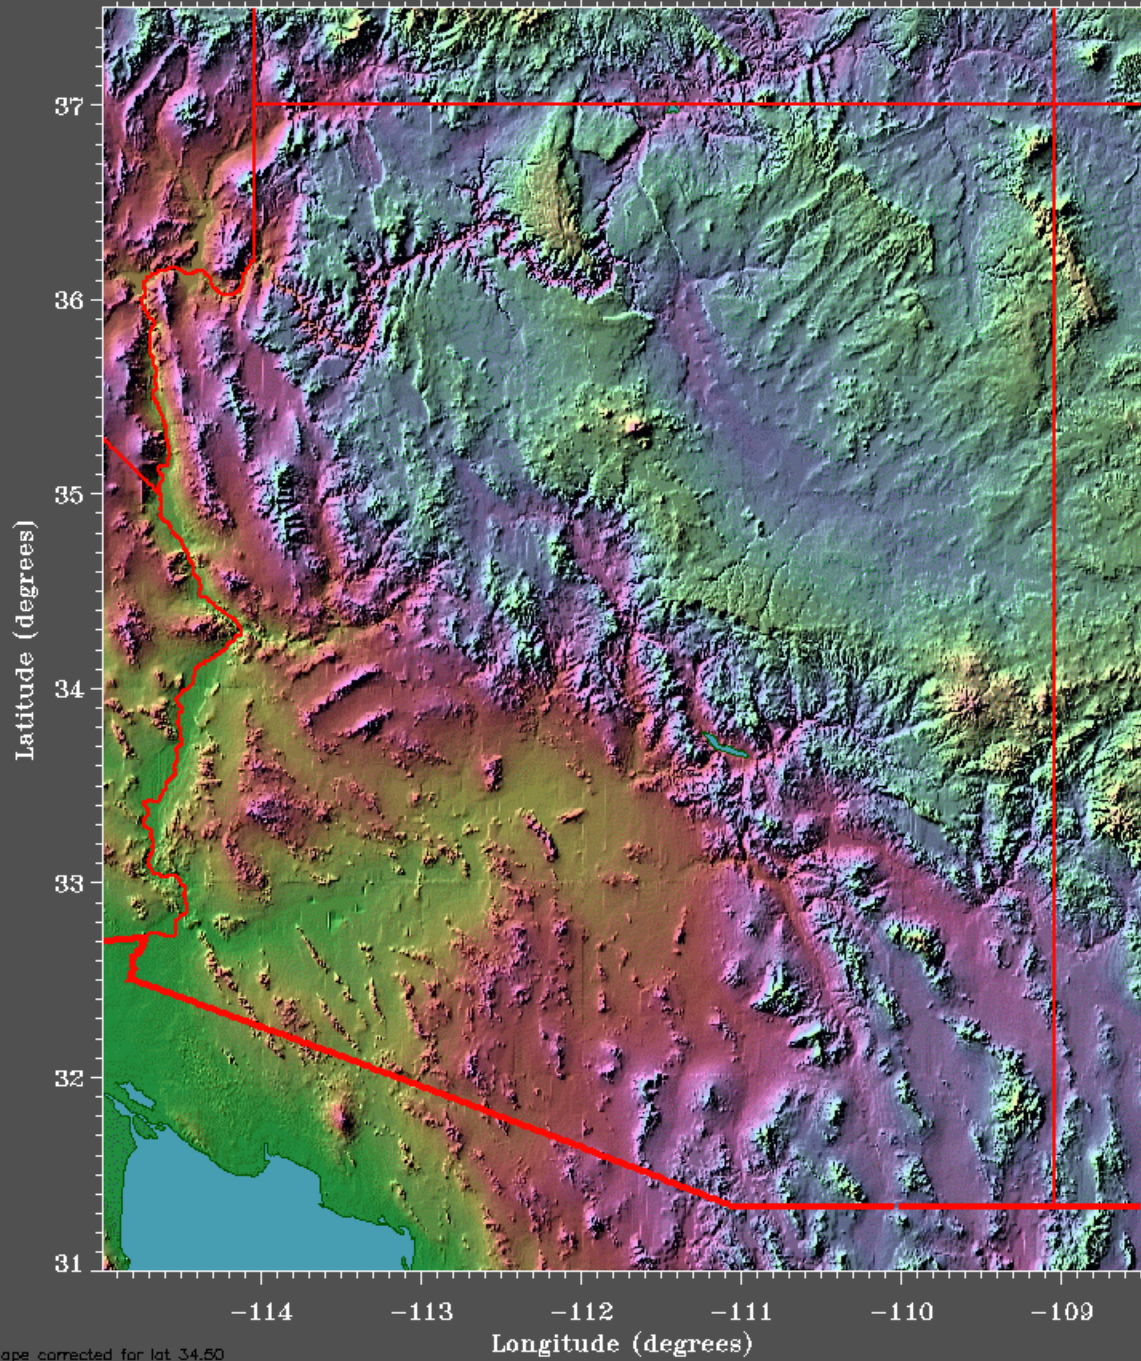 37
36
35
34
33
32
31
Latitude (degrees)
-114 -113 -112 -111 -110 -109
Longitude (degrees)
ape corrected for lat 34.50